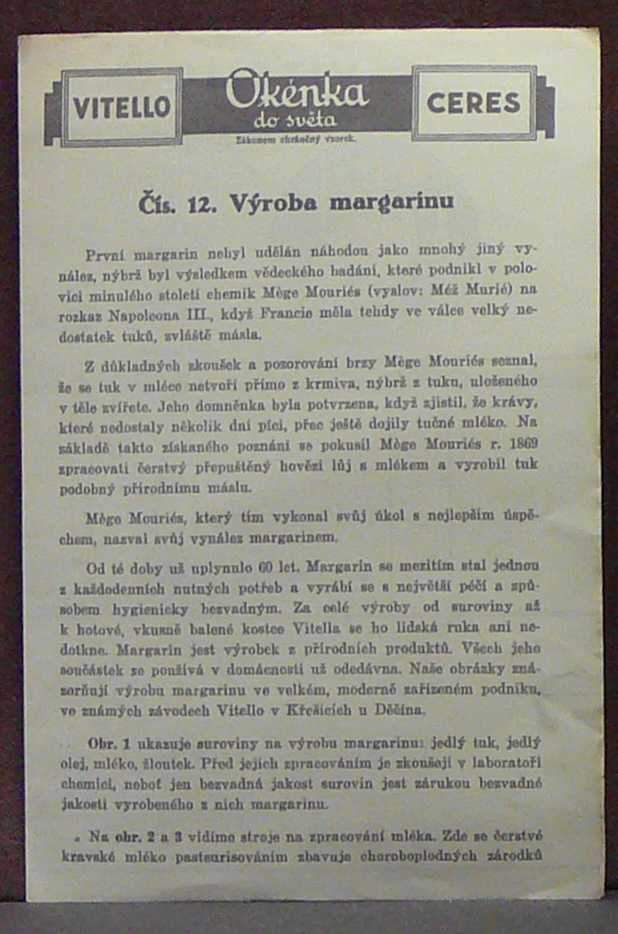 VITELLO
Okénka
do světa
CERES
Zákonem chráněný vzorek.
Čís. 12. Výroba margarinu
První margarin nebyl udělán náhodou jako mnohý jiný vy-
nález, nýbrž byl výsledkem vědeckého badání, které podnikl v polo-
vici minulého století chemik Mège Mouriés (vyslov: Méž Murié) na
rozkaz Napoleona III., když Francie měla tehdy ve válce velký ne-
dostatek tuků, zvláště másla.
Z důkladných zkoušek a pozorování brzy Mège Mouriés seznal,
že se tuk v mléce netvoří přímo z krmiva, nýbrž z tuku, uloženého
v těle zvířete. Jeho domněnka byla potvrzena, když zjistil, že krávy,
které nedostaly několik dní píci, přec ještě dojily tučné mléko. Na
základě takto získaného poznání se pokusil Mège Mouriés r. 1869
zpracovati čerstvý přepuštěný hovězí lůj s mlékem a vyrobil tuk
podobný přírodnímu máslu.
Mège Mouriés, který tím vykonal svůj úkol s nejlepším úspě-
chem, nazval svůj vynález margarinem.
Od té doby už uplynulo 60 let. Margarin se mezitím stal jednou
z každodenních nutných potřeb a vyrábí se s největší péčí a způ-
sobem hygienicky bezvadným. Za celé výroby od suroviny až
k hotové, vkusně balené kostce Vitella se ho lidská ruka ani ne-
dotkne. Margarin jest výrobek z přírodních produktů. Všech jeho
součástek se používá v domácnosti už odedávna. Naše obrázky zná-
zorňují výrobu margarinu ve velkém, moderně zařízeném podniku,
ve známých závodech Vitello v Křešicích u Děčína.
Obr. 1 ukazuje suroviny na výrobu margarinu: jedlý tuk, jedlý
olej, mléko, žloutek. Před jejich zpracováním je zkoušejí v laboratoři
chemici, neboť jen bezvadná jakost surovin jest zárukou bezvadné
jakosti vyrobeného z nich margarinu.
Na obr. 2 a 3 vidíme stroje na zpracování mléka. Zde se čerstvé
kravské mléko pasteurisováním zbavuje choroboplodných zárodků